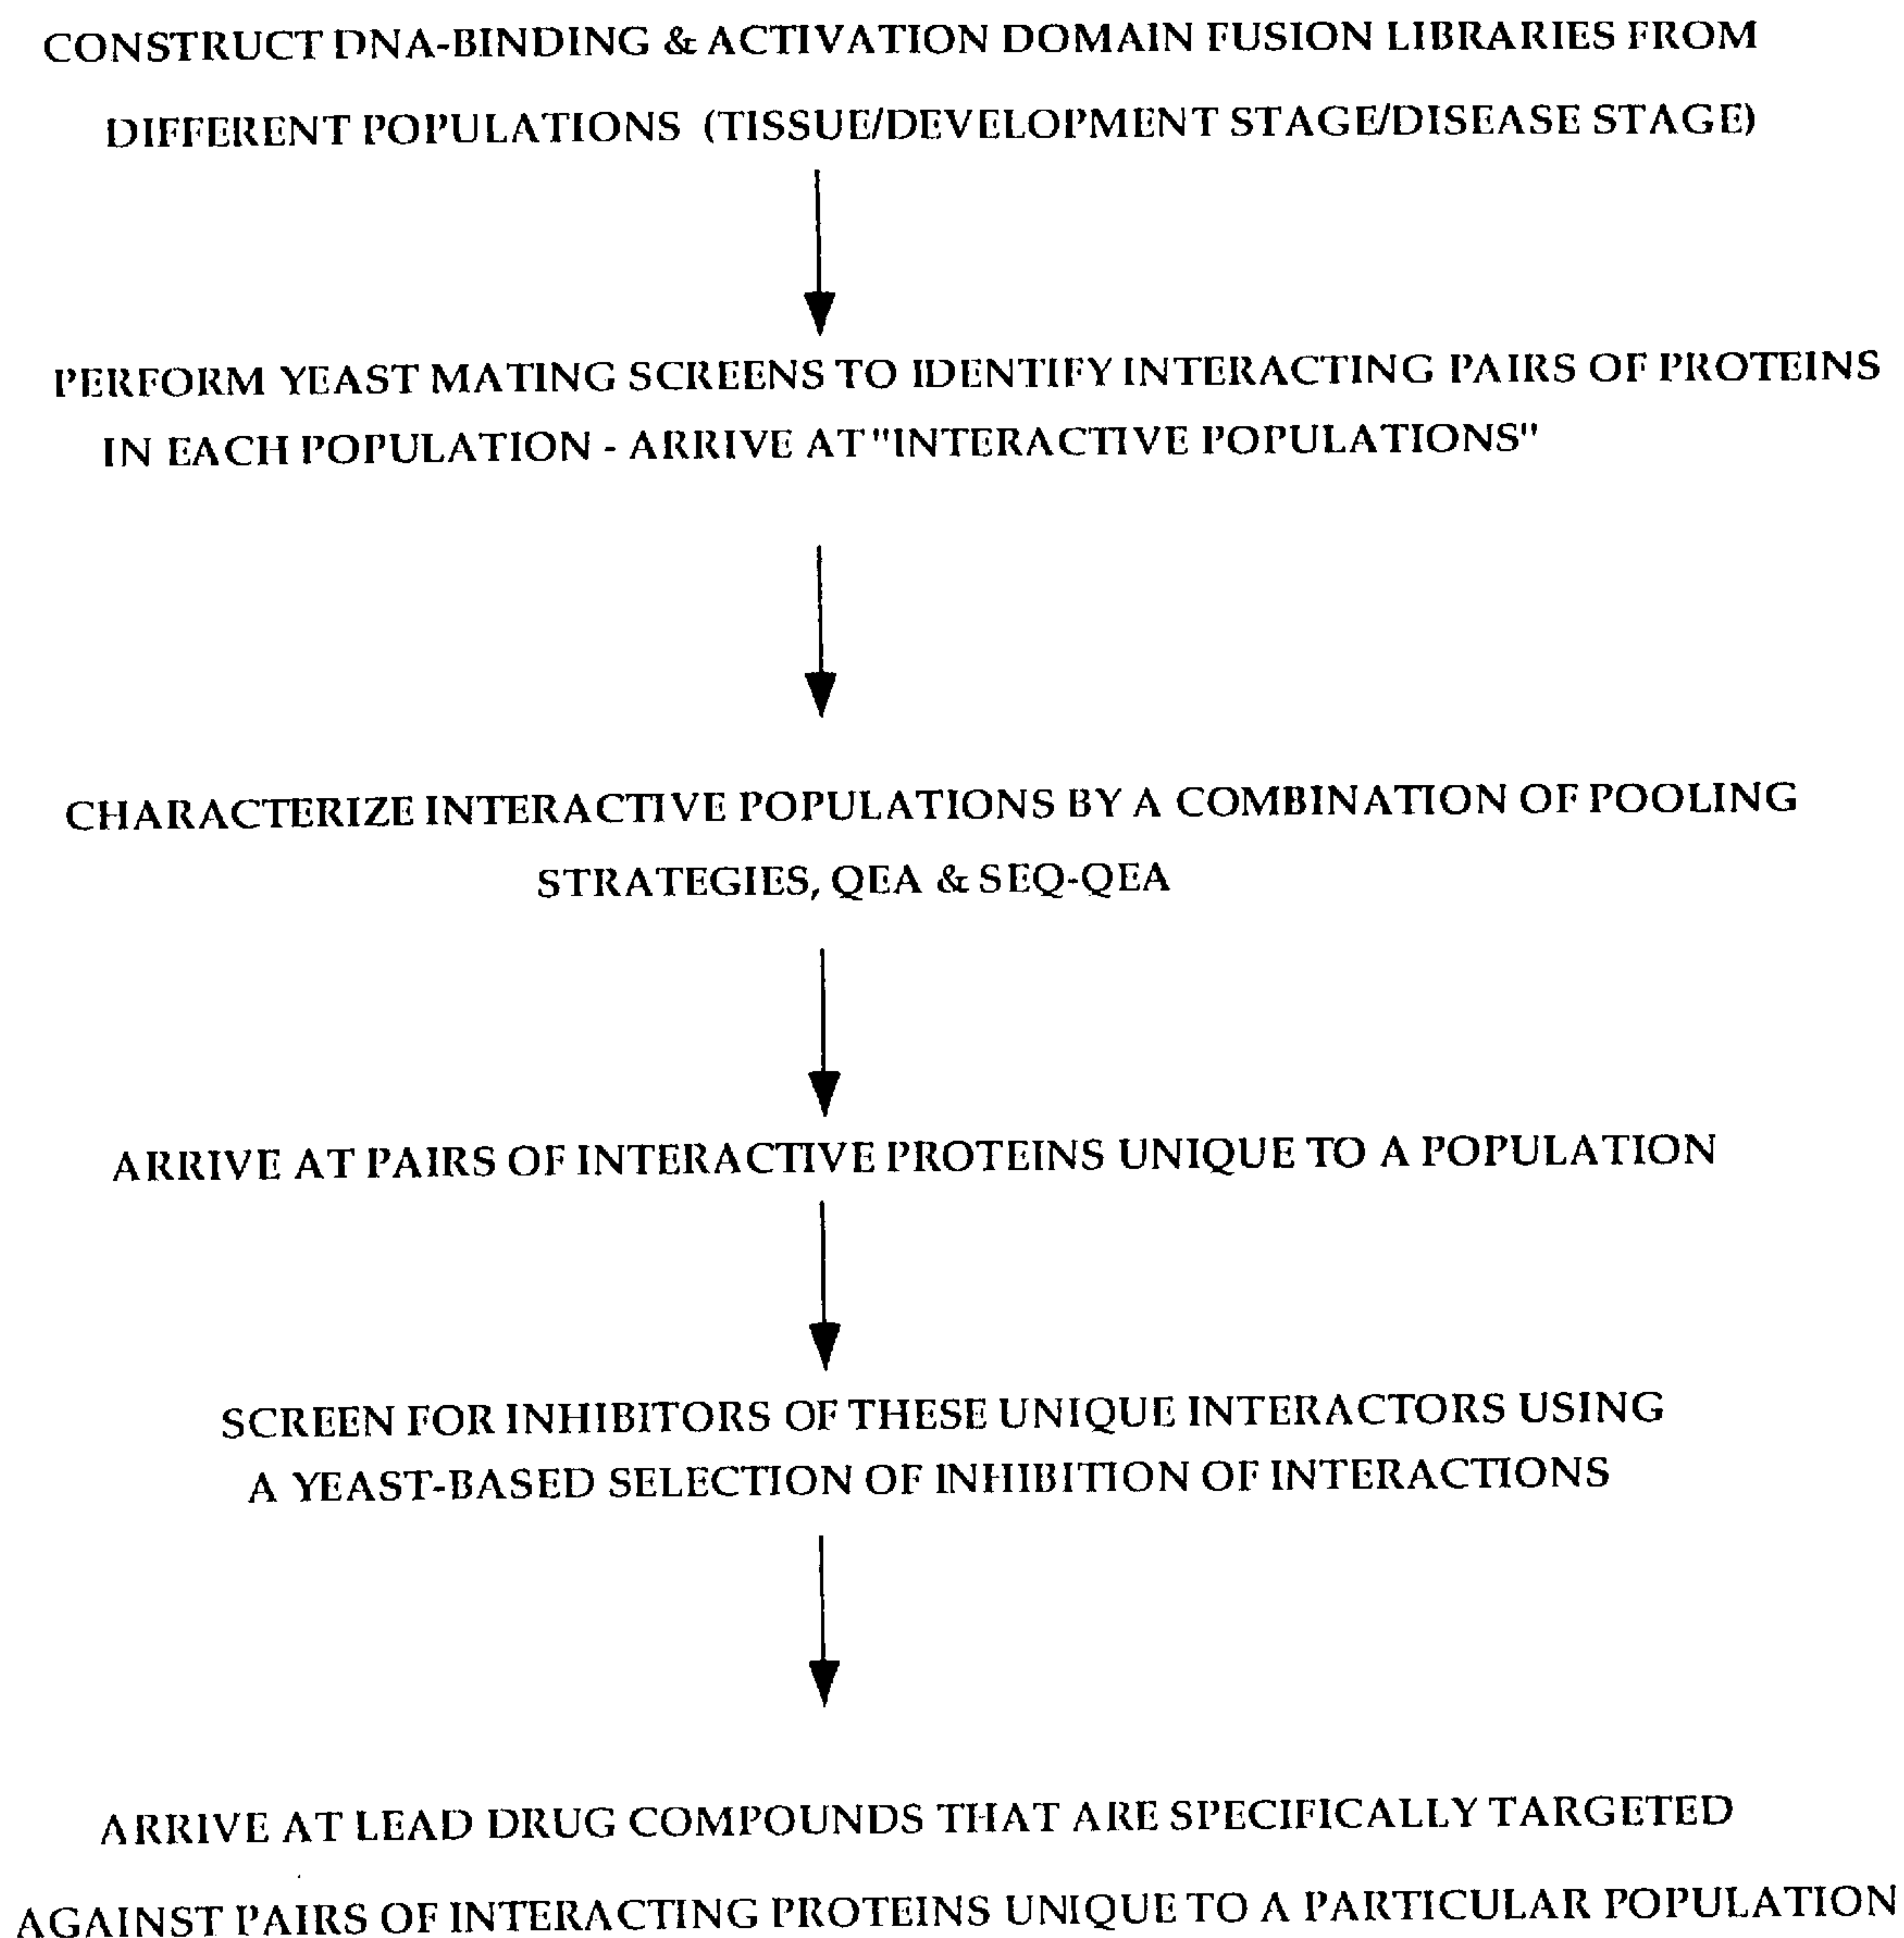 CONSTRUCT DNA-BINDING & ACTIVATION DOMAIN FUSION LIBRARIES FROM
DIFFERENT POPULATIONS (TISSUE/DEVELOPMENT STAGE/DISEASE STAGE)
PERFORM YEAST MATING SCREENS TO IDENTIFY INTERACTING PAIRS OF PROTEINS
IN EACH POPULATION - ARRIVE AT "INTERACTIVE POPULATIONS"
CHARACTERIZE INTERACTIVE POPULATIONS BY A COMBINATION OF POOLING
STRATEGIES, QEA & SEQ-QEA
ARRIVE AT PAIRS OF INTERACTIVE PROTEINS UNIQUE TO A POPULATION
SCREEN FOR INHIBITORS OF THESE UNIQUE INTERACTORS USING
A YEAST-BASED SELECTION OF INHIBITION OF INTERACTIONS
ARRIVE AT LEAD DRUG COMPOUNDS THAT ARE SPECIFICALLY TARGETED
AGAINST PAIRS OF INTERACTING PROTEINS UNIQUE TO A PARTICULAR POPULATION